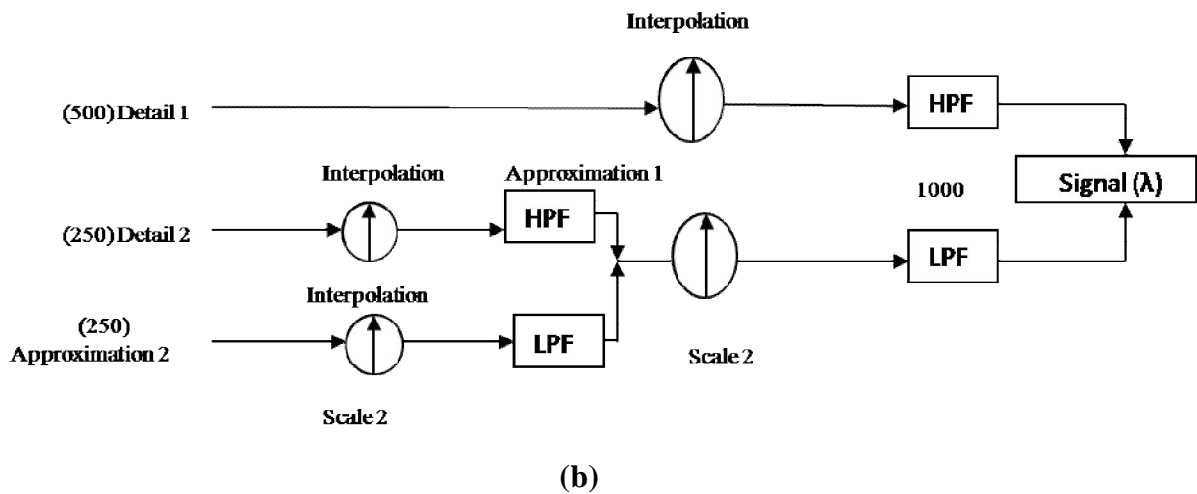 Interpolation
(500) Detail 1
HPF
Interpolation
Approximation 1
1000
Signal (λ)
(250) Detail 2
HPF
LPF
Interpolation
(250)
Approximation 2
LPF
Scale 2
Scale 2
(b)